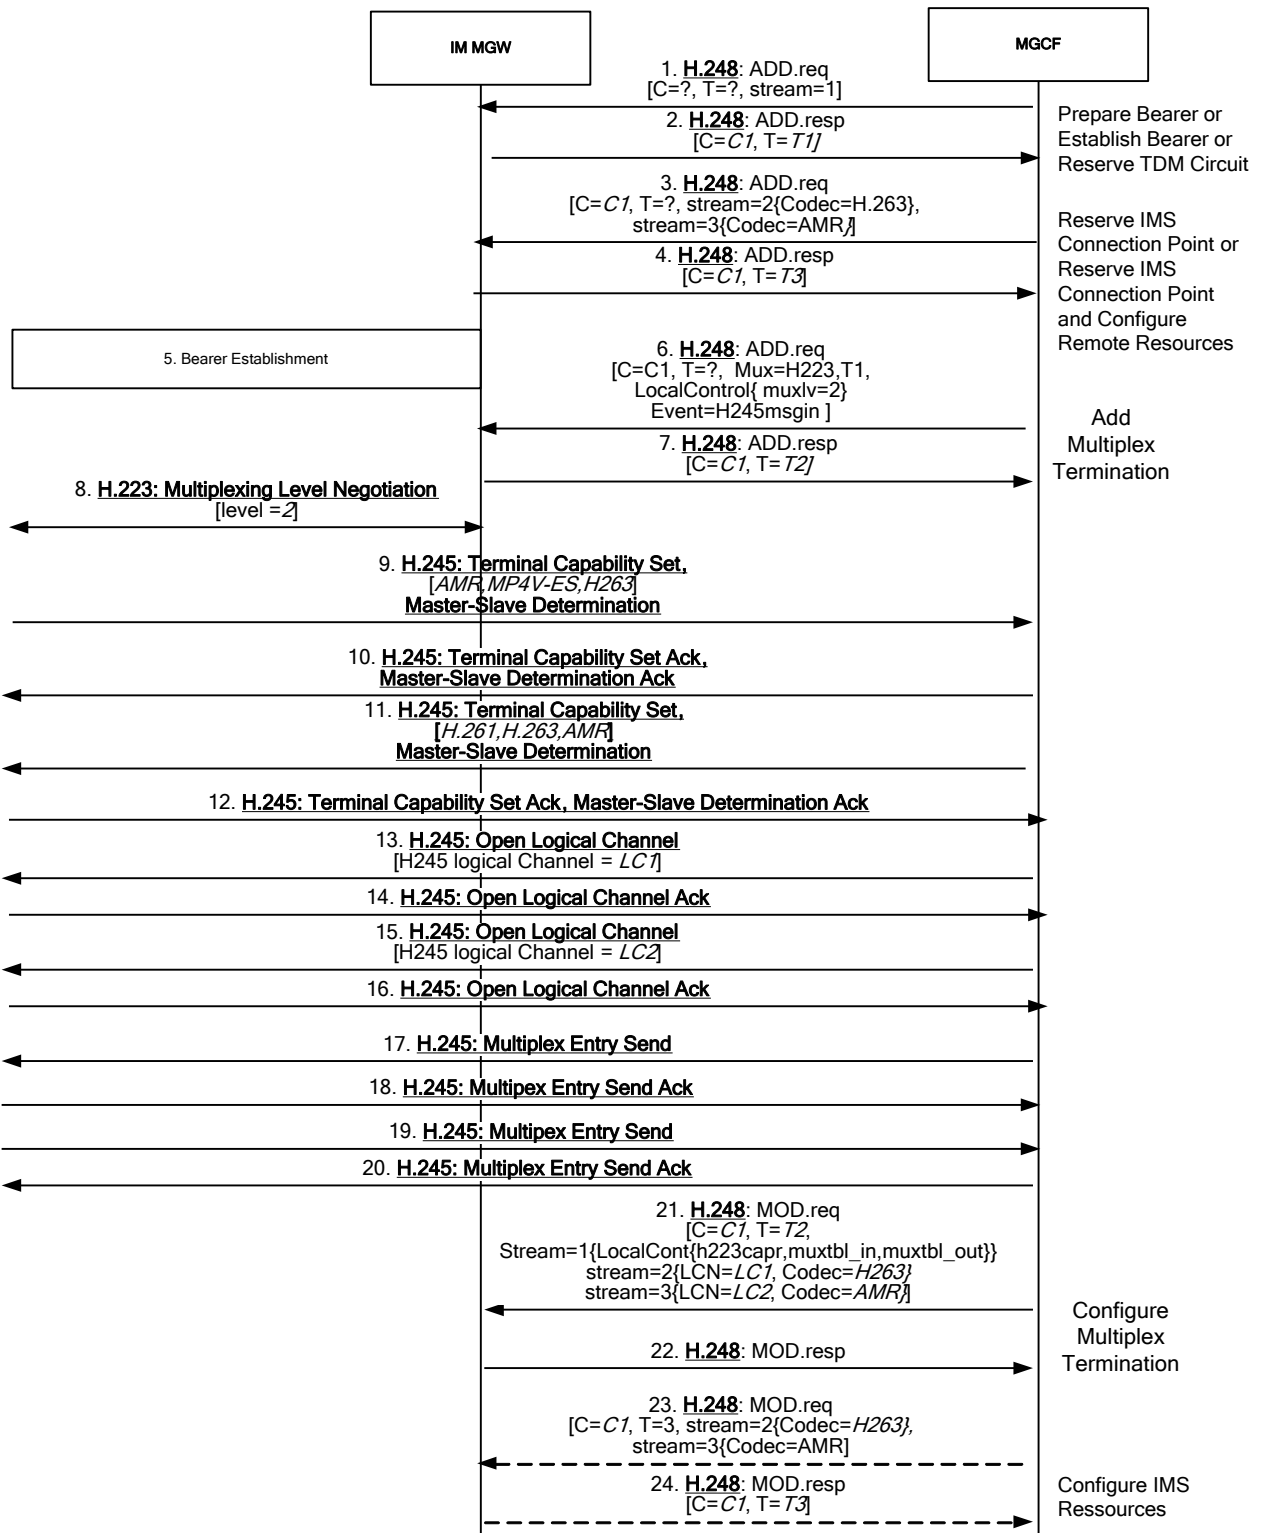 IM MGW
MGCF
1. H.248: ADD.req
[C=?, T=?, stream=1]
2. H.248: ADD.resp
[C=C1, T=T1]
Prepare Bearer or
Establish Bearer or
Reserve TDM Circuit
3. H.248: ADD.req
[C=C1, T=?, stream=2{Codec=H.263},
stream=3{Codec=AMR}]
4. H.248: ADD.resp
[C=C1, T=T3]
Reserve IMS
Connection Point or
Reserve IMS
Connection Point
and Configure
Remote Resources
5. Bearer Establishment
6. H.248: ADD.req
[C=C1, T=?, Mux=H223,T1,
LocalControl{ muxlv=2}
Event=H245msgin ]
7. H.248: ADD.resp
[C=C1, T=T2]
Add
Multiplex
Termination
8. H.223: Multiplexing Level Negotiation
[level =2]
9. H.245: Terminal Capability Set,
[AMR,MP4V-ES,H263]
Master-Slave Determination
10. H.245: Terminal Capability Set Ack,
Master-Slave Determination Ack
11. H.245: Terminal Capability Set,
[H.261,H.263,AMR]
Master-Slave Determination
12. H.245: Terminal Capability Set Ack, Master-Slave Determination Ack
13. H.245: Open Logical Channel
[H245 logical Channel = LC1]
14. H.245: Open Logical Channel Ack
15. H.245: Open Logical Channel
[H245 logical Channel = LC2]
16. H.245: Open Logical Channel Ack
17. H.245: Multiplex Entry Send
18. H.245: Multipex Entry Send Ack
19. H.245: Multipex Entry Send
20. H.245: Multiplex Entry Send Ack
21. H.248: MOD.req
[C=C1, T=T2,
Stream=1{LocalCont{h223capr,muxtbl_in,muxtbl_out}}
stream=2{LCN=LC1, Codec=H263}
stream=3{LCN=LC2, Codec=AMR}]
22. H.248: MOD.resp
Configure
Multiplex
Termination
23. H.248: MOD.req
[C=C1, T=3, stream=2{Codec=H263},
stream=3{Codec=AMR]
24. H.248: MOD.resp
[C=C1, T=T3]
Configure IMS
Ressources